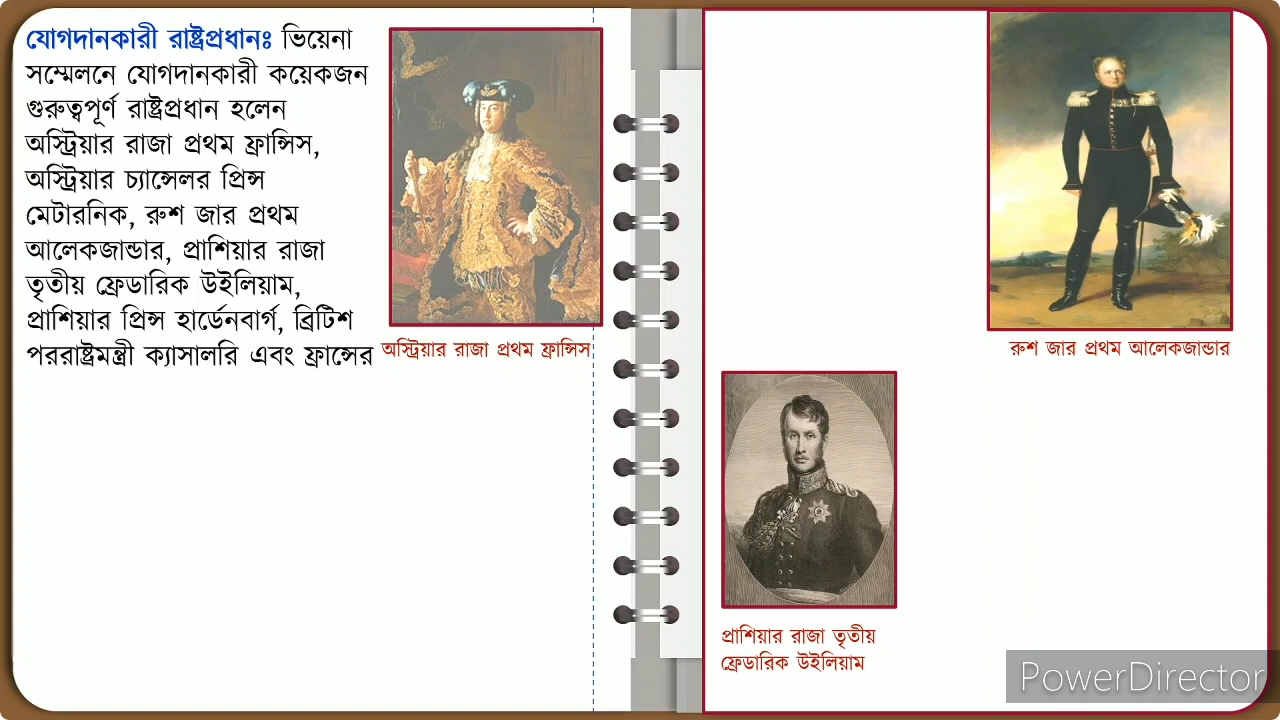 যোগদানকারী রাষ্ট্রপ্রধানঃ ভিয়েনা
সম্মেলনে যোগদানকারী কয়েকজন
গুরুত্বপূর্ণ রাষ্ট্রপ্রধান হলেন
অস্ট্রিয়ার রাজা প্রথম ফ্রান্সিস,
অস্ট্রিয়ার চ্যান্সেলর প্রিন্স
মেটারনিক, রুশ জার প্রথম
আলেকজান্ডার, প্রাশিয়ার রাজা
তৃতীয় ফ্রেডারিক উইলিয়াম,
প্রাশিয়ার প্রিন্স হার্ডেনবার্গ, ব্রিটিশ
পররাষ্ট্রমন্ত্রী ক্যাসালরি এবং ফ্রান্সের
অস্ট্রিয়ার রাজা প্রথম ফ্রান্সিস
রুশ জার প্রথম আলেকজান্ডার
প্রাশিয়ার রাজা তৃতীয়
ফ্রেডারিক উইলিয়াম
PowerDirector